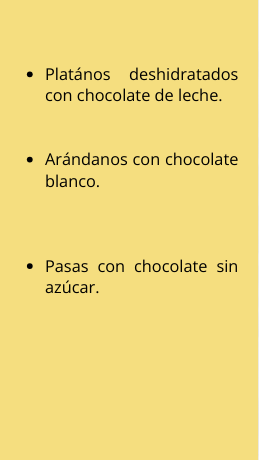 • Platános deshidratados
con chocolate de leche.
• Arándanos con chocolate
blanco.
• Pasas con chocolate sin
azúcar.